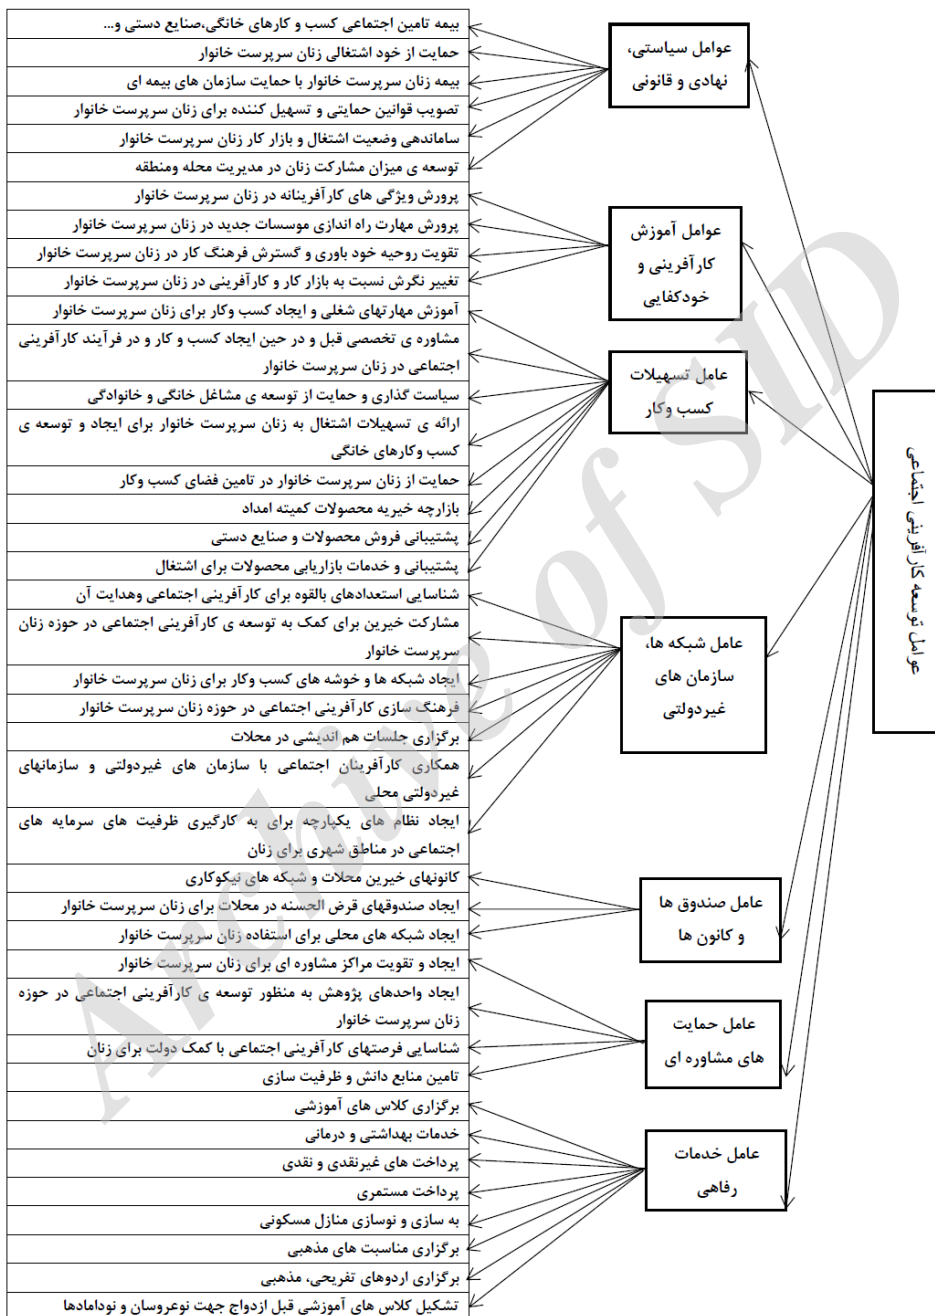 عوامل توسعه کارآفرینی اجتماعی
عوامل سیاستی،
نهادی و قانونی
بیمه تامین اجتماعی کسب و کارهای خانگی،صنایع دستی و...
حمایت از خود اشتغالی زنان سرپرست خانوار
بیمه زنان سرپرست خانوار با حمایت سازمان های بیمه ای
تصویب قوانین حمایتی و تسهیل کننده برای زنان سرپرست خانوار
ساماندهی وضعیت اشتغال و بازار کار زنان سرپرست خانوار
توسعه ی میزان مشارکت زنان در مدیریت محله ومنطقه
عوامل آموزش
کارآفرینی و
خودکفایی
پرورش ویژگی های کارآفرینانه در زنان سرپرست خانوار
پرورش مهارت راه اندازی موسسات جدید در زنان سرپرست خانوار
تقویت روحیه خود باوری و گسترش فرهنگ کار در زنان سرپرست خانوار
تغییر نگرش نسبت به بازار کار و کارآفرینی در زنان سرپرست خانوار
عامل تسهیلات
کسب وکار
آموزش مهارتهای شغلی و ایجاد کسب وکار برای زنان سرپرست خانوار
مشاوره ی تخصصی قبل و در حین ایجاد کسب و کار و در فرآیند کارآفرینی
اجتماعی در زنان سرپرست خانوار
سیاست گذاری و حمایت از توسعه ی مشاغل خانگی و خانوادگی
ارائه ی تسهیلات اشتغال به زنان سرپرست خانوار برای ایجاد و توسعه ی
کسب وکارهای خانگی
حمایت از زنان سرپرست خانوار در تامین فضای کسب وکار
بازارچه خیریه محصولات کمیته امداد
پشتیبانی فروش محصولات و صنایع دستی
پشتیبانی و خدمات بازاریابی محصولات برای اشتغال
عامل شبکه ها،
سازمان های
غیردولتی
شناسایی استعدادهای بالقوه برای کارآفرینی اجتماعی وهدایت آن
مشارکت خیرین برای کمک به توسعه ی کارآفرینی اجتماعی در حوزه زنان
سرپرست خانوار
ایجاد شبکه ها و خوشه های کسب وکار برای زنان سرپرست خانوار
فرهنگ سازی کارآفرینی اجتماعی در حوزه زنان سرپرست خانوار
برگزاری جلسات هم اندیشی در محلات
همکاری کارآفرینان اجتماعی با سازمان های غیردولتی و سازمانهای
غیردولتی محلی
ایجاد نظام های یکپارچه برای به کارگیری ظرفیت های سرمایه های
اجتماعی در مناطق شهری برای زنان
عامل صندوق ها
و کانون ها
کانونهای خیرین محلات و شبکه های نیکوکاری
ایجاد صندوقهای قرض الحسنه در محلات برای زنان سرپرست خانوار
ایجاد شبکه های محلی برای استفاده زنان سرپرست خانوار
عامل حمایت
های مشاوره ای
ایجاد و تقویت مراکز مشاوره ای برای زنان سرپرست خانوار
ایجاد واحدهای پژوهش به منظور توسعه ی کارآفرینی اجتماعی در حوزه
زنان سرپرست خانوار
شناسایی فرصتهای کارآفرینی اجتماعی با کمک دولت برای زنان
تامین منابع دانش و ظرفیت سازی
عامل خدمات
رفاهی
برگزاری کلاس های آموزشی
خدمات بهداشتی و درمانی
پرداخت های غیرنقدی و نقدی
پرداخت مستمری
به سازی و نوسازی منازل مسکونی
برگزاری مناسبت های مذهبی
برگزاری اردوهای تفریحی، مذهبی
تشکیل کلاس های آموزشی قبل ازدواج جهت نوعروسان و نودامادها
Archive of SID